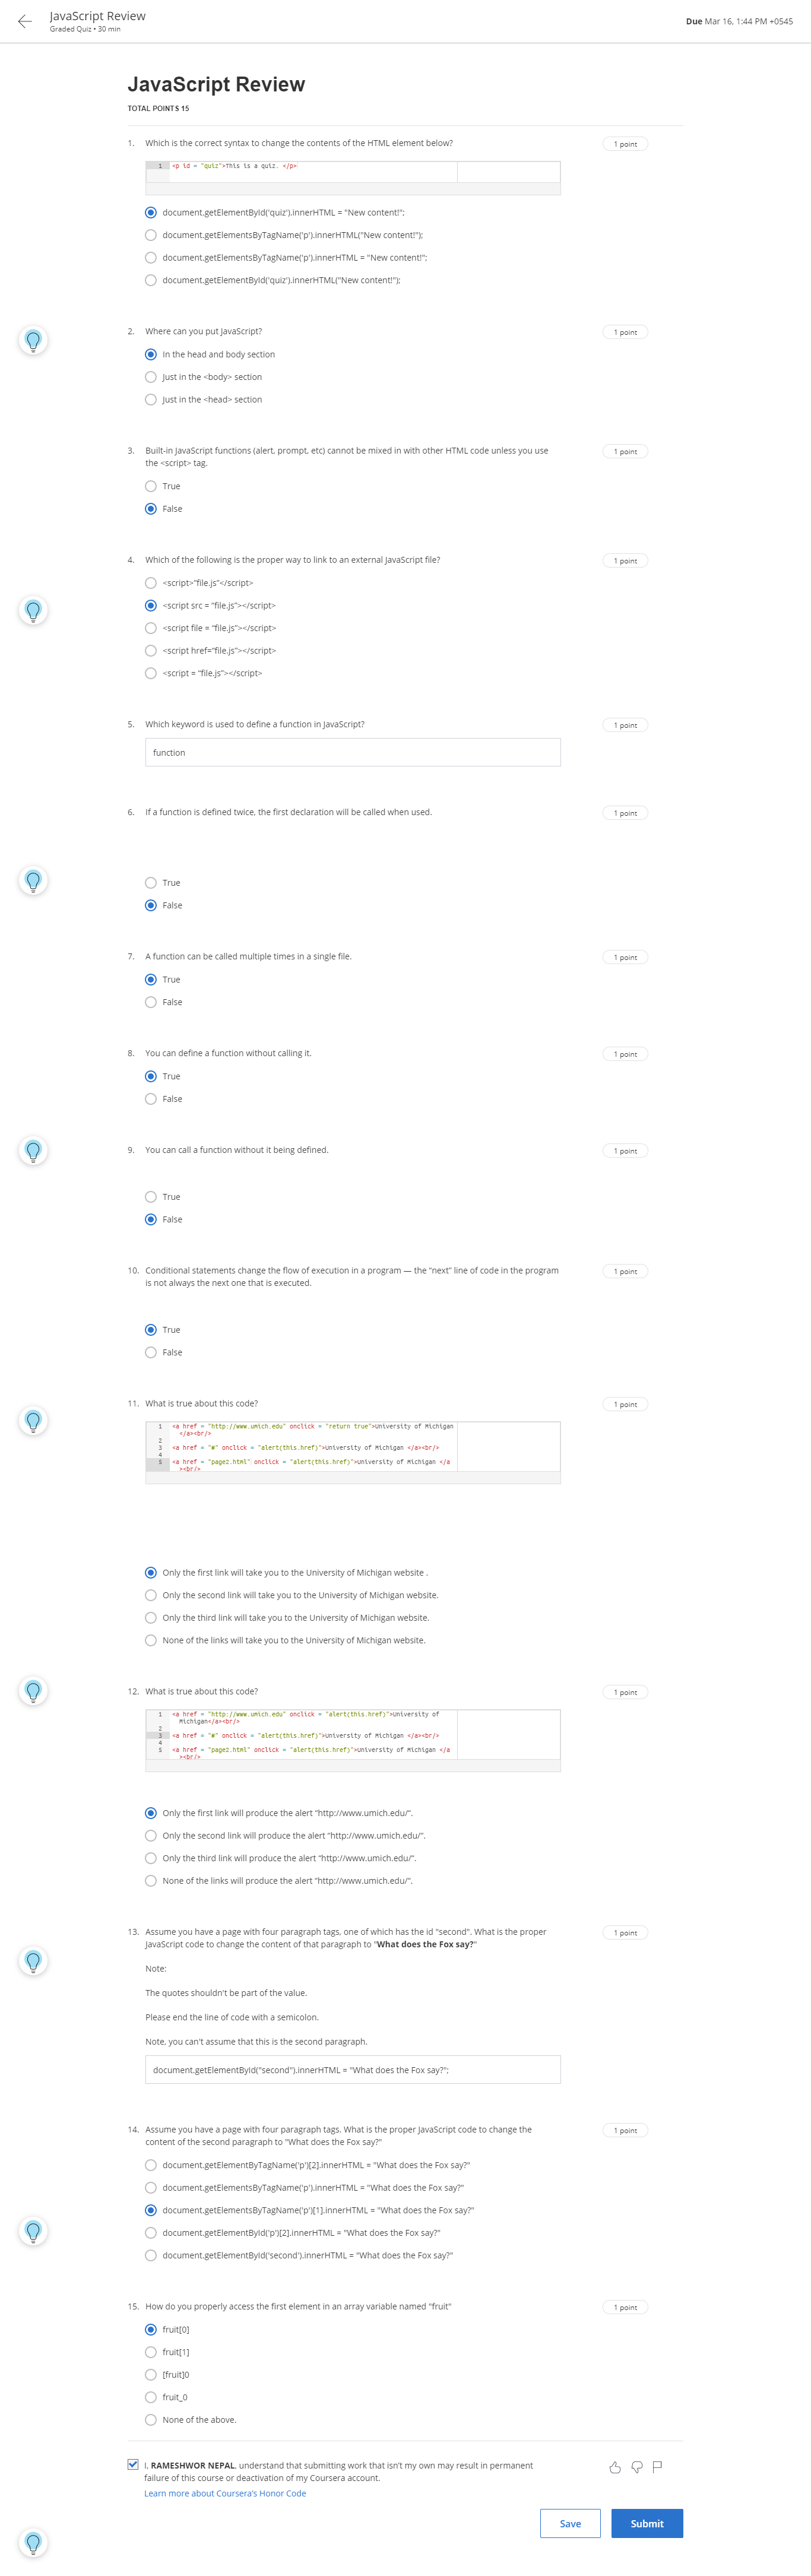 JavaScript Review
Graded Quiz • 30 min
Due Mar 16, 1:44 PM +0545
JavaScript Review
TOTAL POINTS 15
1. Which is the correct syntax to change the contents of the HTML element below?
1 point
1 <p id = "quiz">This is a quiz. </p>
document.getElementById('quiz').innerHTML = "New content!";
document.getElementsByTagName('p').innerHTML("New content!");
document.getElementsByTagName('p').innerHTML = "New content!";
document.getElementById('quiz').innerHTML("New content!");
2. Where can you put JavaScript?
1 point
In the head and body section
Just in the <body> section
Just in the <head> section
3. Built-in JavaScript functions (alert, prompt, etc) cannot be mixed in with other HTML code unless you use
the <script> tag.
1 point
True
False
4. Which of the following is the proper way to link to an external JavaScript file?
1 point
<script>"file.js"</script>
<script src = "file.js"></script>
<script file = "file.js"></script>
<script href="file.js"></script>
<script = "file.js"></script>
5. Which keyword is used to define a function in JavaScript?
1 point
function
6. If a function is defined twice, the first declaration will be called when used.
1 point
True
False
7. A function can be called multiple times in a single file.
1 point
True
False
8. You can define a function without calling it.
1 point
True
False
9. You can call a function without it being defined.
1 point
True
False
10. Conditional statements change the flow of execution in a program — the "next" line of code in the program
is not always the next one that is executed.
1 point
True
False
11. What is true about this code?
1 point
1 <a href = "http://www.umich.edu" onclick = "return true">University of Michigan
</a><br/>
2
3 <a href = "#" onclick = "alert(this.href)">University of Michigan </a><br/>
4
5 <a href = "page2.html" onclick = "alert(this.href)">University of Michigan </a
><br/>
Only the first link will take you to the University of Michigan website .
Only the second link will take you to the University of Michigan website.
Only the third link will take you to the University of Michigan website.
None of the links will take you to the University of Michigan website.
12. What is true about this code?
1 point
1 <a href = "http://www.umich.edu" onclick = "alert(this.href)">University of
Michigan</a><br/>
2
3 <a href = "#" onclick = "alert(this.href)">University of Michigan </a><br/>
4
5 <a href = "page2.html" onclick = "alert(this.href)">University of Michigan </a
><br/>
Only the first link will produce the alert "http://www.umich.edu/".
Only the second link will produce the alert "http://www.umich.edu/".
Only the third link will produce the alert "http://www.umich.edu/".
None of the links will produce the alert "http://www.umich.edu/".
13. Assume you have a page with four paragraph tags, one of which has the id "second". What is the proper
JavaScript code to change the content of that paragraph to "What does the Fox say?"
1 point
Note:
The quotes shouldn't be part of the value.
Please end the line of code with a semicolon.
Note, you can't assume that this is the second paragraph.
document.getElementById("second").innerHTML = "What does the Fox say?";
14. Assume you have a page with four paragraph tags. What is the proper JavaScript code to change the
content of the second paragraph to "What does the Fox say?"
1 point
document.getElementByTagName('p')[2].innerHTML = "What does the Fox say?"
document.getElementsByTagName('p').innerHTML = "What does the Fox say?"
document.getElementsByTagName('p')[1].innerHTML = "What does the Fox say?"
document.getElementById('p')[2].innerHTML = "What does the Fox say?"
document.getElementById('second').innerHTML = "What does the Fox say?"
15. How do you properly access the first element in an array variable named "fruit"
1 point
fruit[0]
fruit[1]
[fruit]0
fruit_0
None of the above.
I, RAMESHWOR NEPAL, understand that submitting work that isn't my own may result in permanent
failure of this course or deactivation of my Coursera account.
Learn more about Coursera's Honor Code
Save
Submit